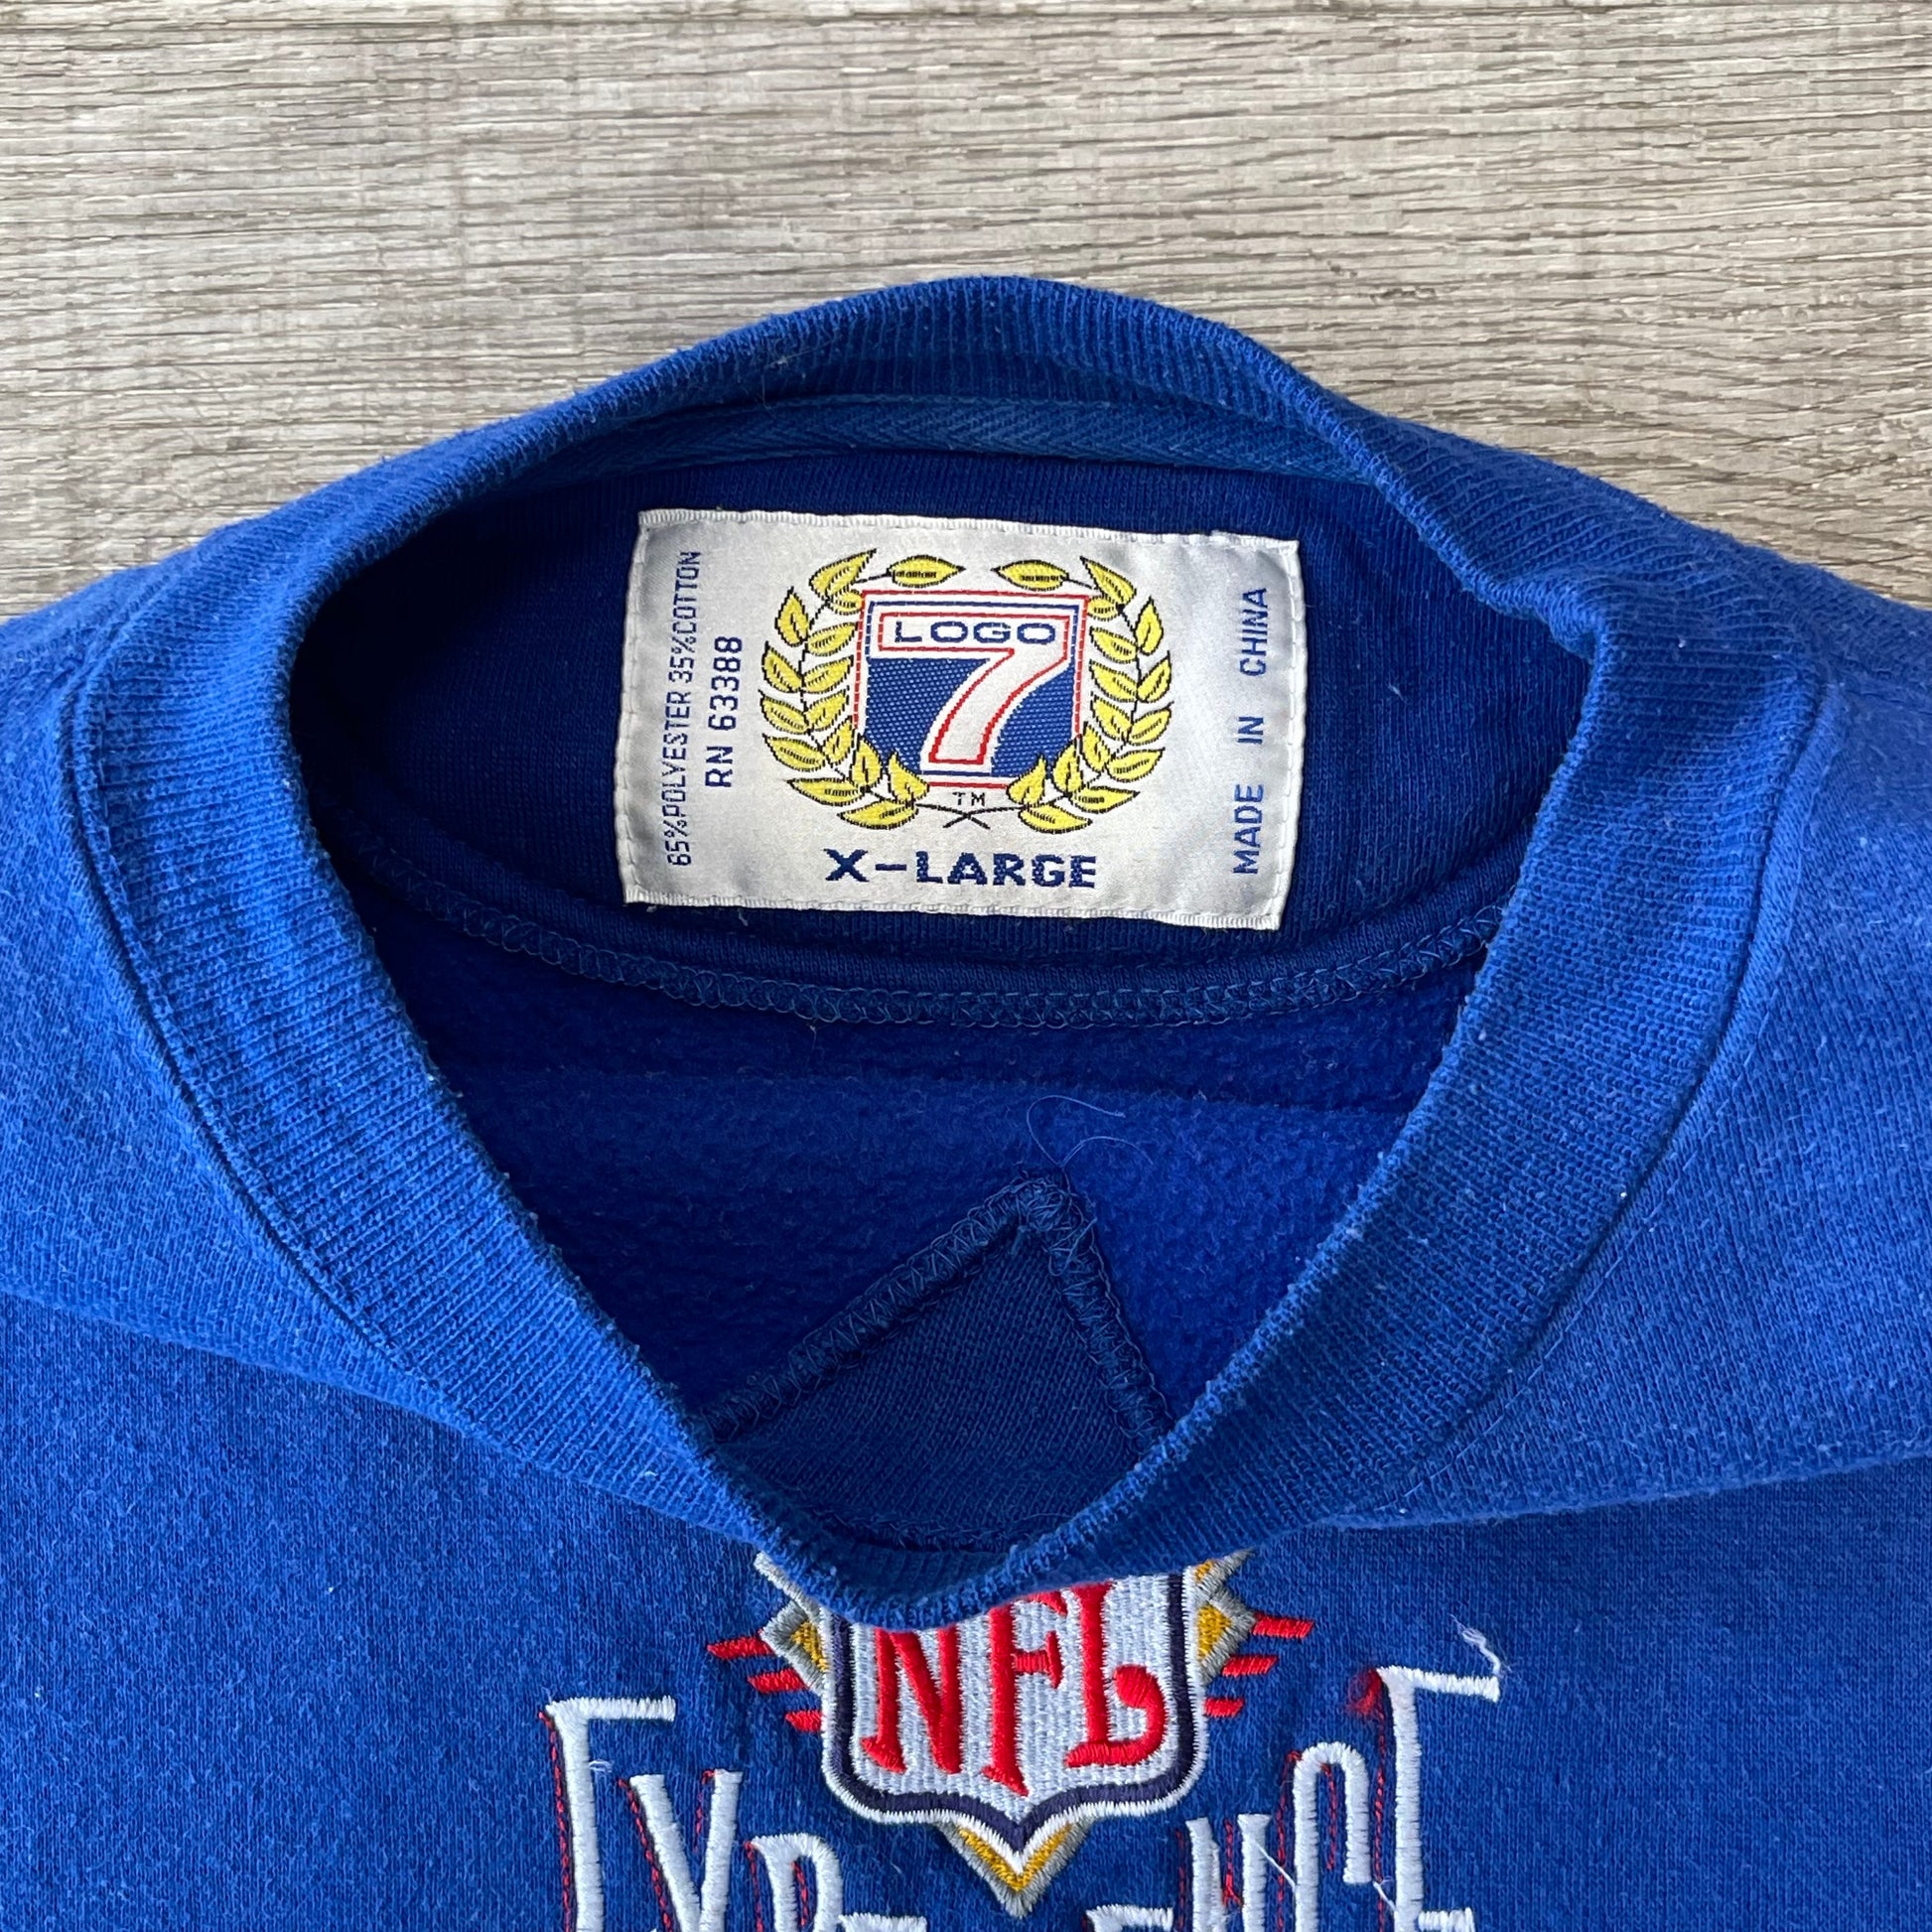 65%POLYESTER 35%COTTON
RN 63388
LOGO
7
TM
X-LARGE
MADE IN CHINA
NFL